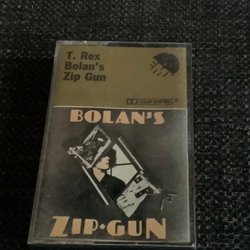 T. Rex
Bolan's
Zip Gun
BOLAN'S
ZIP•GUN